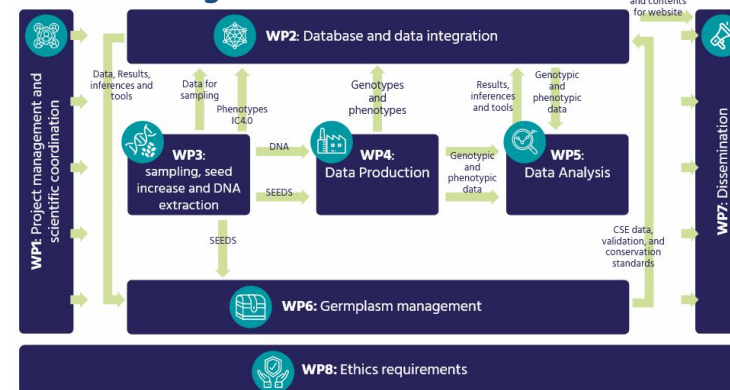 and contents
for website
WP1: Project management and
scientific coordination
WP2: Database and data integration
Data, Results,
inferences and
tools
Data for
sampling
Phenotypes
IC4.0
Genotypes
and
phenotypes
Results,
inferences
and tools
Genotypic
and
phenotypic
data
WP3:
sampling, seed
increase and DNA
extraction
DNA
SEEDS
WP4:
Data Production
Genotypic
and
phenotypic
data
WP5:
Data Analysis
WP7: Dissemination
SEEDS
CSE data,
validation, and
conservation
standards
WP6: Germplasm management
WP8: Ethics requirements